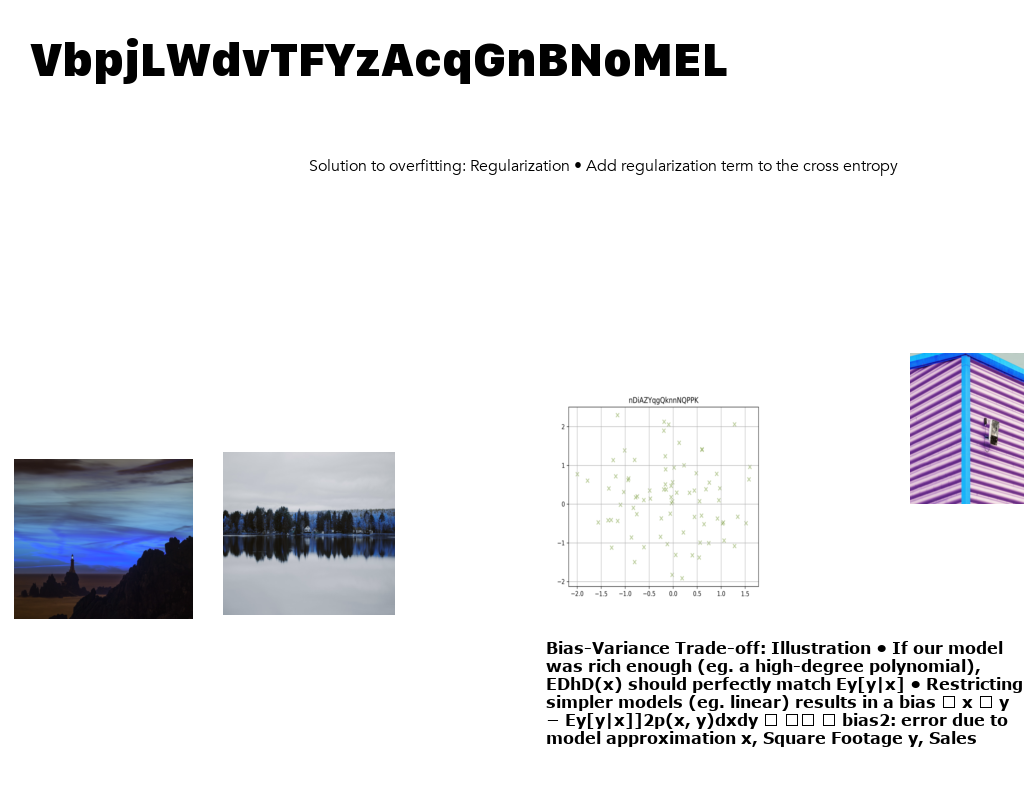 VbpjLWdvTFYzAcqGnBNoMEL
Solution to overfitting: Regularization • Add regularization term to the cross entropy
nDiAZYqgQknnNQPPK
2
1
0
−1
−2
−2.0 −1.5 −1.0 −0.5 0.0 0.5 1.0 1.5
Bias-Variance Trade-off: Illustration • If our model
was rich enough (eg. a high-degree polynomial),
EDhD(x) should perfectly match Ey[y|x] • Restricting
simpler models (eg. linear) results in a bias □ x □ y
− Ey[y|x]]2p(x, y)dxdy □ □□ □ bias2: error due to
model approximation x, Square Footage y, Sales